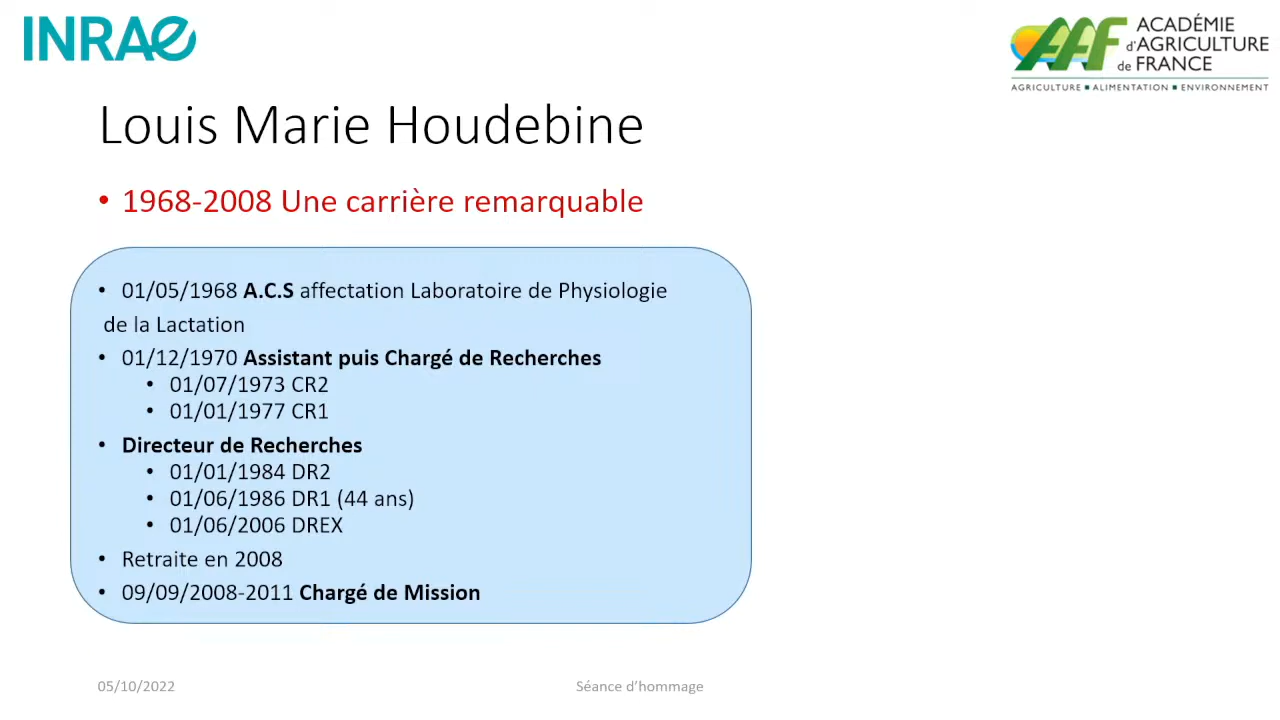 INRAE
AAF
ACADÉMIE
d'AGRICULTURE
de FRANCE
AGRICULTURE ■ ALIMENTATION ■ ENVIRONNEMENT
Louis Marie Houdebine
• 1968-2008 Une carrière remarquable
• 01/05/1968 A.C.S affectation Laboratoire de Physiologie
de la Lactation
• 01/12/1970 Assistant puis Chargé de Recherches
• 01/07/1973 CR2
• 01/01/1977 CR1
• Directeur de Recherches
• 01/01/1984 DR2
• 01/06/1986 DR1 (44 ans)
• 01/06/2006 DREX
• Retraite en 2008
• 09/09/2008-2011 Chargé de Mission
05/10/2022
Séance d’hommage